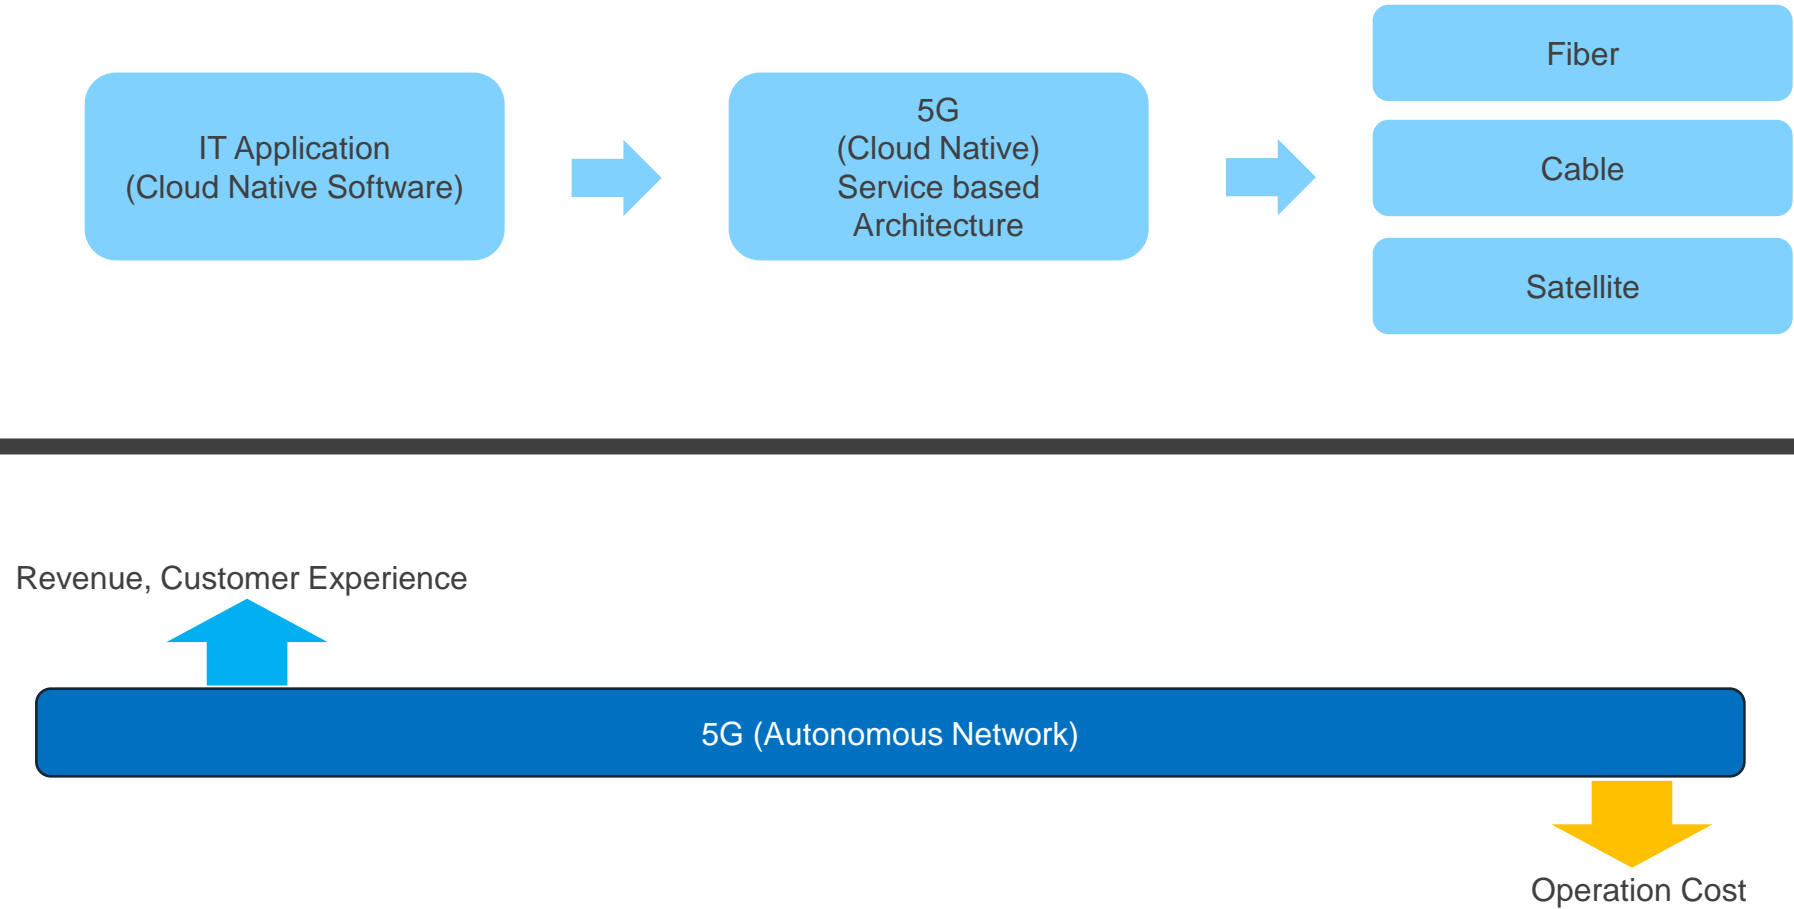 IT Application
(Cloud Native Software)
5G
(Cloud Native)
Service based
Architecture
Fiber
Cable
Satellite
Revenue, Customer Experience
5G (Autonomous Network)
Operation Cost